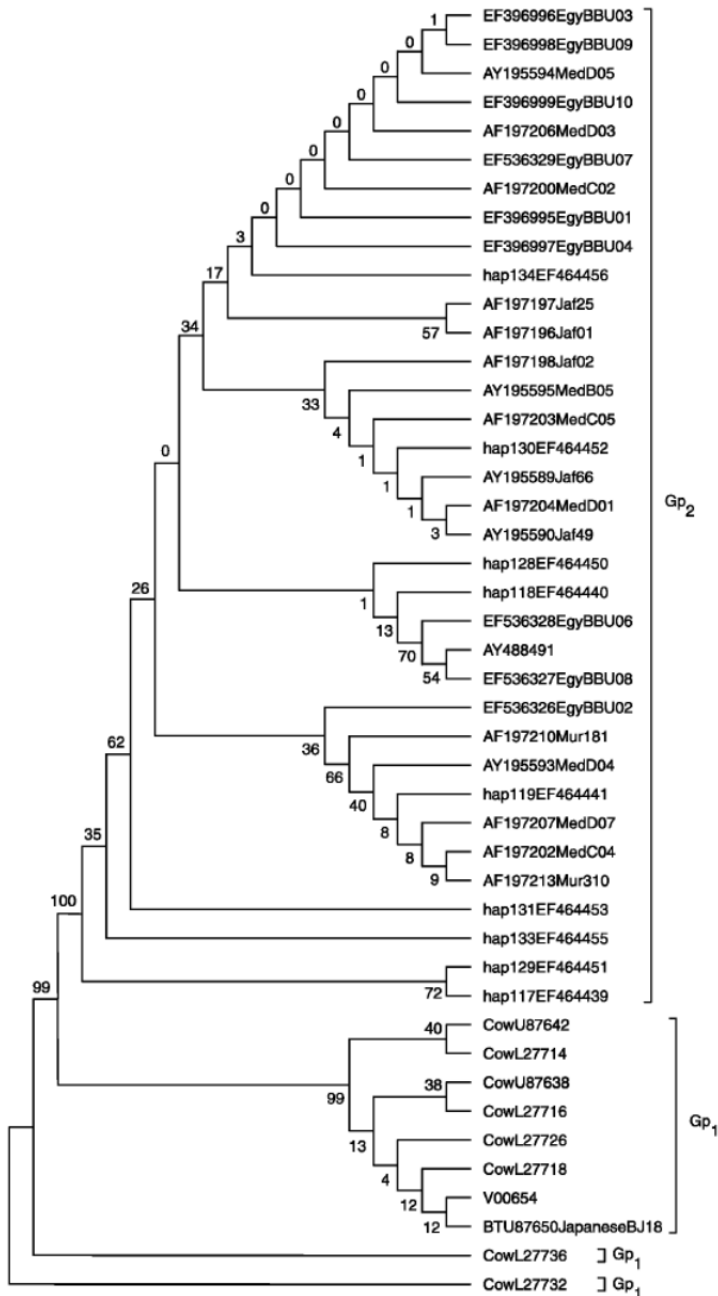 1 EF396996EgyBBU03
0 EF396998EgyBBU09
0 AY195594MedD05
0 EF396999EgyBBU10
0 AF197206MedD03
0 EF536329EgyBBU07
0 AF197200MedC02
0 EF396995EgyBBU01
3 EF396997EgyBBU04
17 hap134EF464456
AF197197Jaf25
34 57 AF197196Jaf01
AF197198Jaf02
33 AY195595MedB05
4 AF197203MedC05
0 1 hap130EF464452
1 AY195589Jaf66
1 AF197204MedD01 Gp2
3 AY195590Jaf49
hap128EF464450
26 1 hap118EF464440
13 EF536328EgyBBU06
70 AY488491
54 EF536327EgyBBU08
EF536326EgyBBU02
36 AF197210Mur181
62 66 AY195593MedD04
40 hap119EF464441
8 AF197207MedD07
35 8 AF197202MedC04
9 AF197213Mur310
100 hap131EF464453
hap133EF464455
hap129EF464451
99 72 hap117EF464439
40 CowU87642
CowL27714
99 38 CowU87638
CowL27716 Gp1
13 CowL27726
4 CowL27718
12 V00654
12 BTU87650JapaneseBJ18
CowL27736 Gp1
CowL27732 Gp1